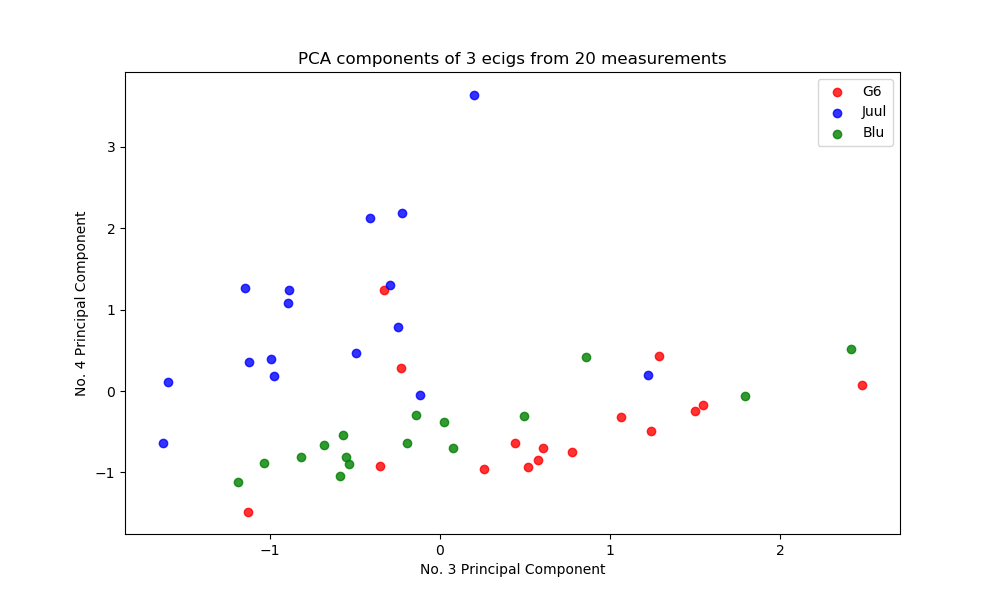 PCA components of 3 ecigs from 20 measurements
G6
Juul
Blu
3
2
1
0
−1
No. 4 Principal Component
−1
0
1
2
No. 3 Principal Component